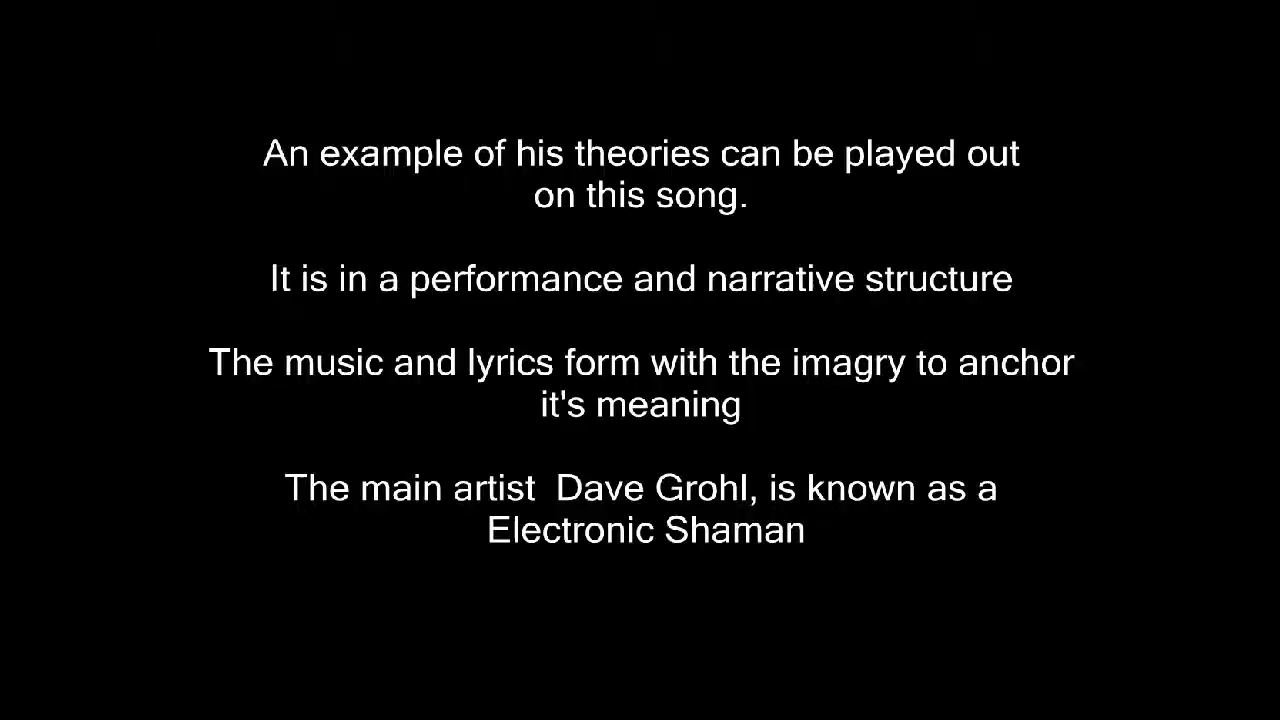 An example of his theories can be played out
on this song.
It is in a performance and narrative structure
The music and lyrics form with the imagry to anchor
it's meaning
The main artist  Dave Grohl, is known as a
Electronic Shaman